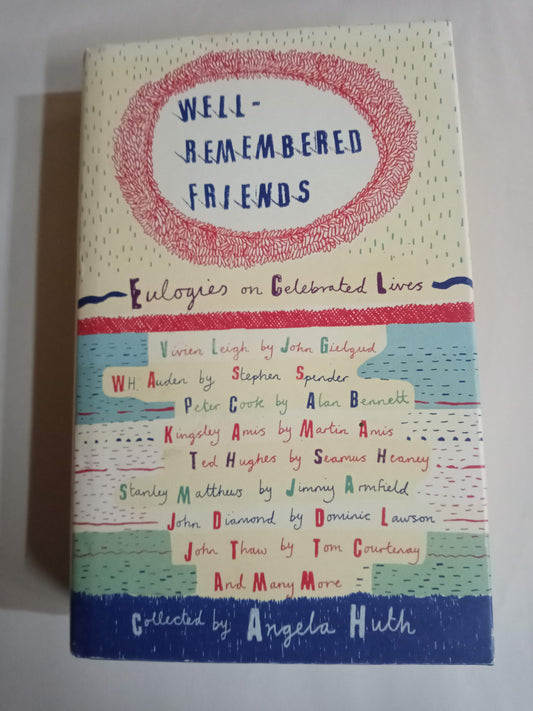 WELL-
REMEMBERED
FRIENDS
Eulogies on Celebrated Lives
Vivien Leigh by John Gielgud
WH. Auden by Stephen Spender
Peter Cook by Alan Bennett
Kingsley Amis by Martin Amis
Ted Hughes by Seamus Heaney
Stanley Matthews by Jimmy Armfield
John Diamond by Dominic Lawson
John Thaw by Tom Courtenay
And Many More
Collected by Angela Huth